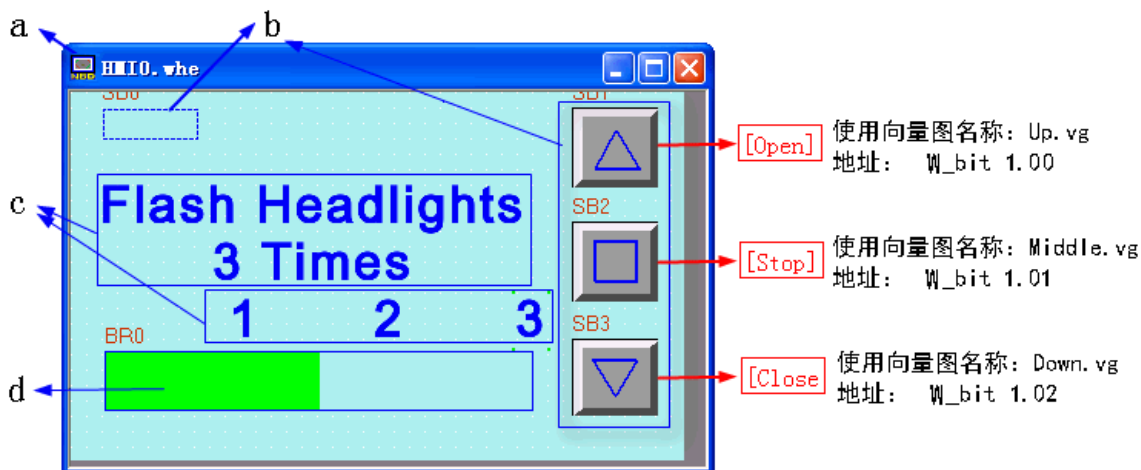 a
b
HMI0.whe
NBD
SB0
SB1
[Open]
使用向量图名称：Up.vg
地址： W_bit 1.00
c
Flash Headlights
3 Times
SB2
[Stop]
使用向量图名称：Middle.vg
地址： W_bit 1.01
1 2 3
BR0
SB3
d
[Close
使用向量图名称：Down.vg
地址： W_bit 1.02